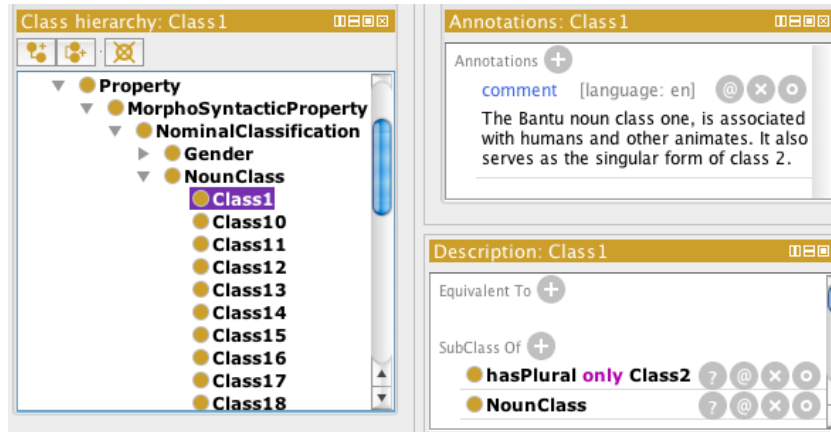 Class hierarchy: Class1
Property
MorphoSyntacticProperty
NominalClassification
Gender
NounClass
Class1
Class10
Class11
Class12
Class13
Class14
Class15
Class16
Class17
Class18
Annotations: Class1
Annotations
comment [language: en] @
The Bantu noun class one, is associated
with humans and other animates. It also
serves as the singular form of class 2.
Description: Class1
Equivalent To
SubClass Of
hasPlural only Class2 ? @
NounClass ? @